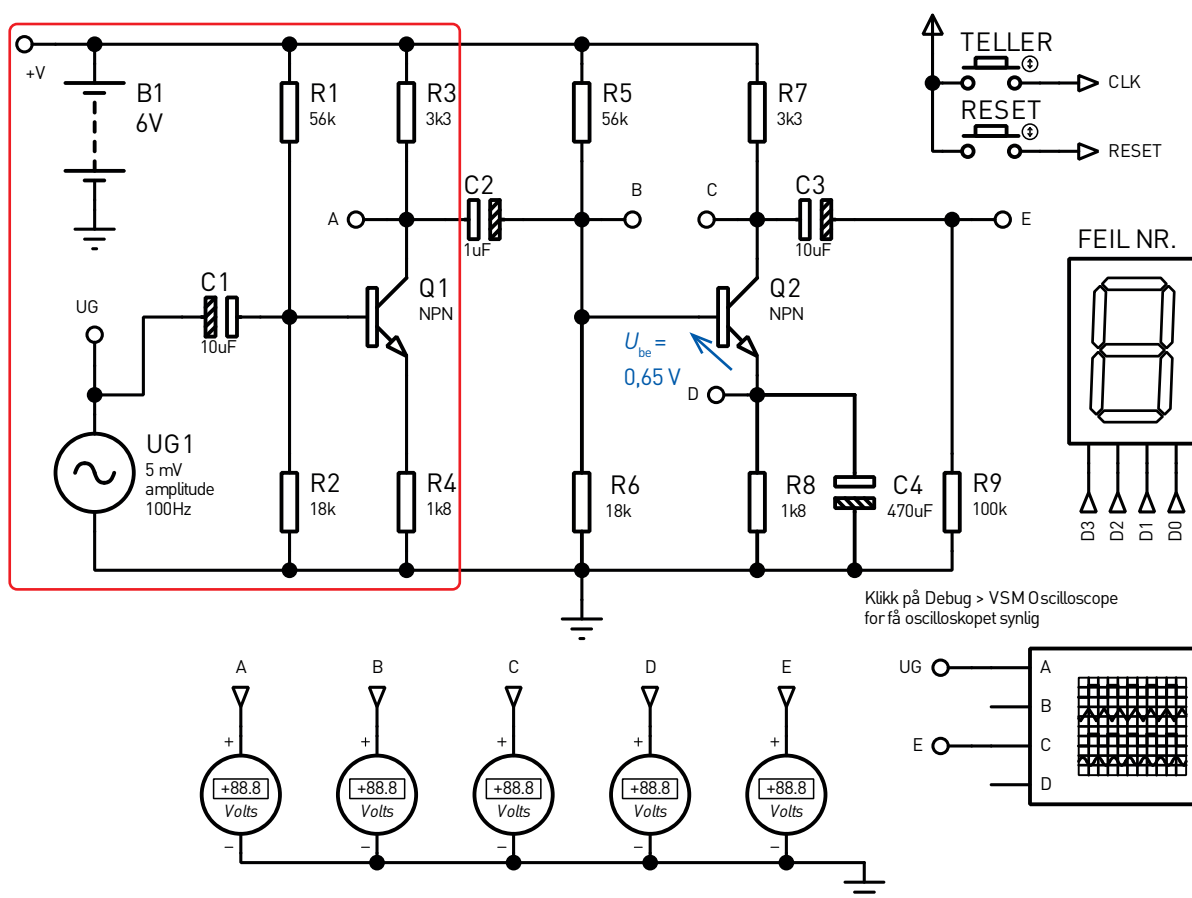 +V
B1
6V
R1
56k
R3
3k3
R5
56k
R7
3k3
TELLER
CLK
RESET
RESET
A
C2
1uF
B
C
C3
10uF
E
FEIL NR.
UG
C1
10uF
Q1
NPN
Q2
NPN
Ube =
0,65 V
D
UG1
5 mV
amplitude
100Hz
R2
18k
R4
1k8
R6
18k
R8
1k8
C4
470uF
R9
100k
D3
D2
D1
D0
Klikk på Debug > VSM Oscilloscope
for få oscilloskopet synlig
A
B
C
D
E
+
+
+
+
+
+88.8
Volts
+88.8
Volts
+88.8
Volts
+88.8
Volts
+88.8
Volts
–
–
–
–
–
UG
A
B
E
C
D